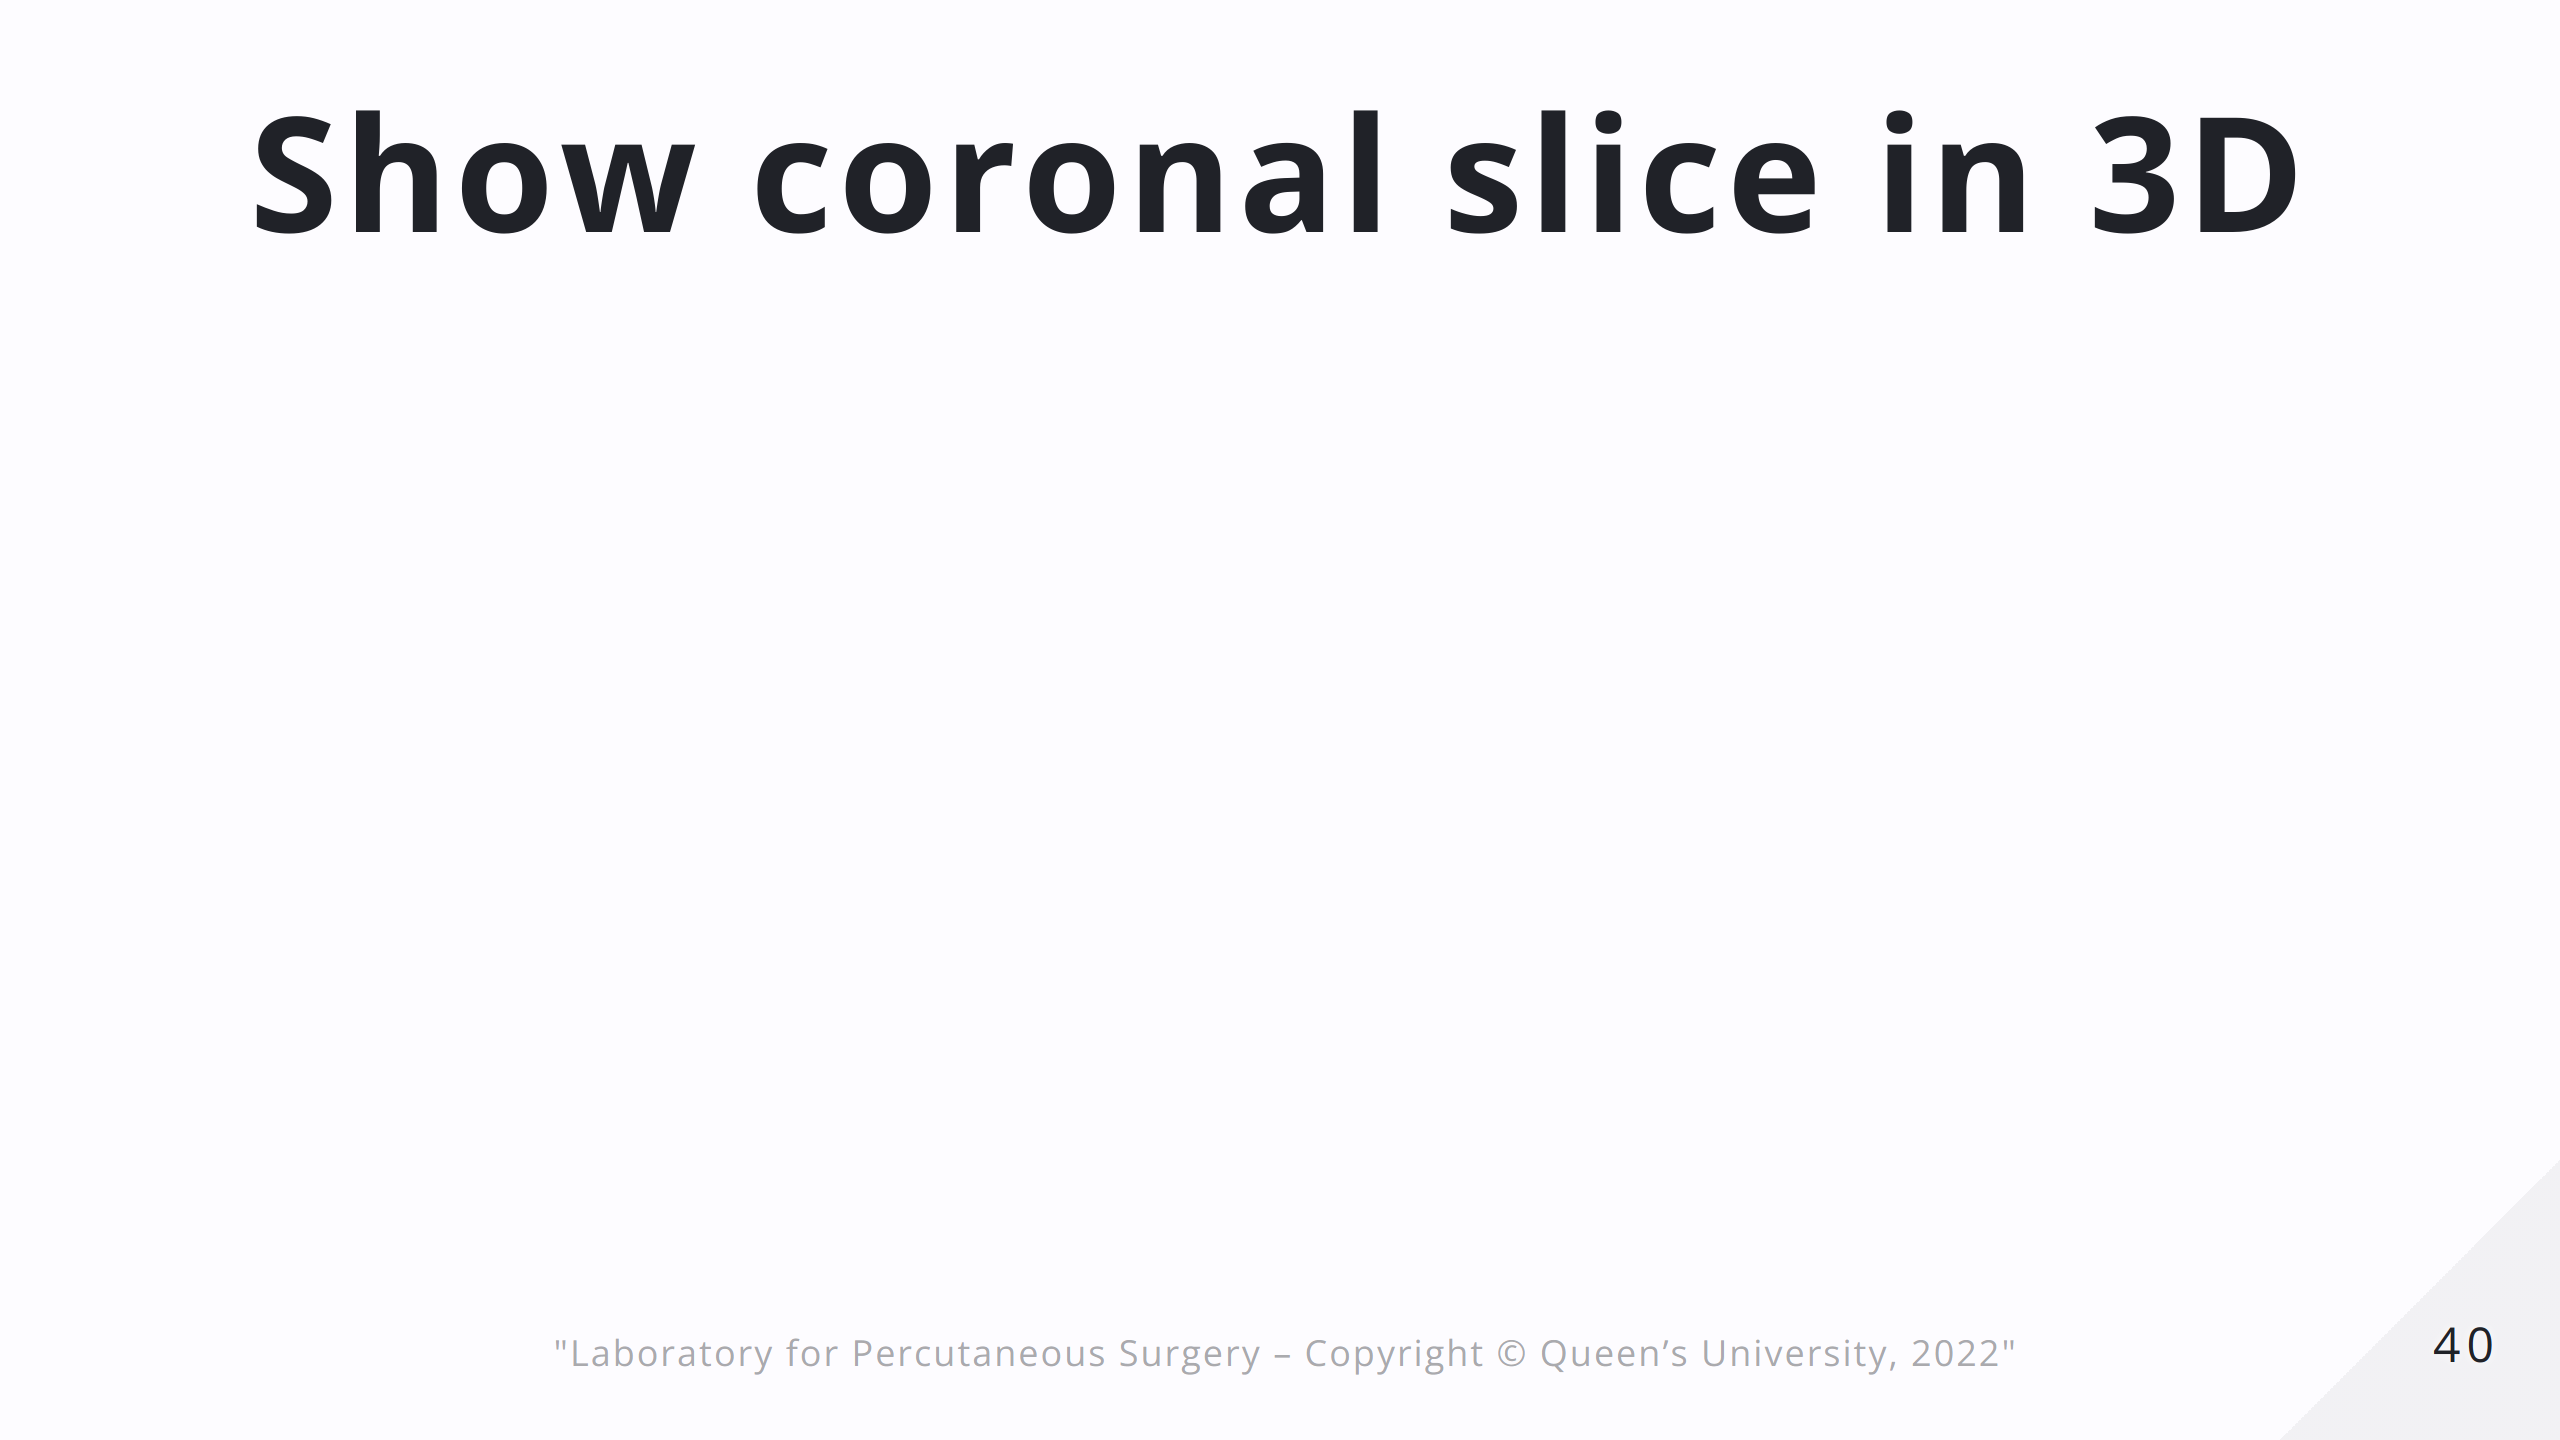 Show coronal slice in 3D
"Laboratory for Percutaneous Surgery – Copyright © Queen’s University, 2022"
40